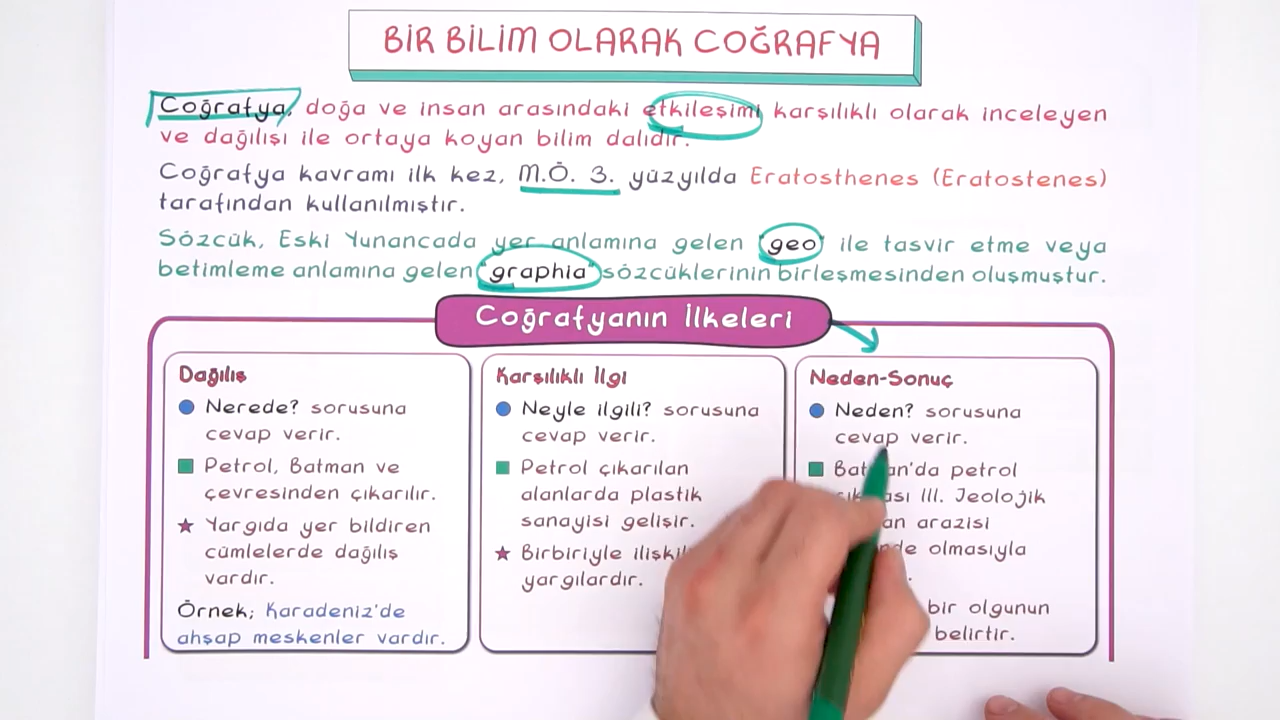 BİR BİLİM OLARAK COĞRAFYA
Coğrafya, doğa ve insan arasındaki etkileşimi karşılıklı olarak inceleyen
ve dağılışı ile ortaya koyan bilim dalıdır.
Coğrafya kavramı ilk kez, M.Ö. 3. yüzyılda Eratosthenes (Eratostenes)
tarafından kullanılmıştır.
Sözcük, Eski Yunancada yer anlamına gelen "geo" ile tasvir etme veya
betimleme anlamına gelen "graphia" sözcüklerinin birleşmesinden oluşmuştur.
Coğrafyanın İlkeleri
Dağılış
Nerede? sorusuna
cevap verir.
Petrol, Batman ve
çevresinden çıkarılır.
Yargıda yer bildiren
cümlelerde dağılış
vardır.
Örnek; Karadeniz'de
ahşap meskenler vardır.
Karşılıklı İlgi
Neyle ilgili? sorusuna
cevap verir.
Petrol çıkarılan
alanlarda plastik
sanayisi gelişir.
Birbiriyle
yargılardır.
Neden-Sonuç
Neden? sorusuna
cevap verir.
Batman'da petrol
III. Jeolojik
arazisi
olmasıyla
bir olgunun
belirtir.